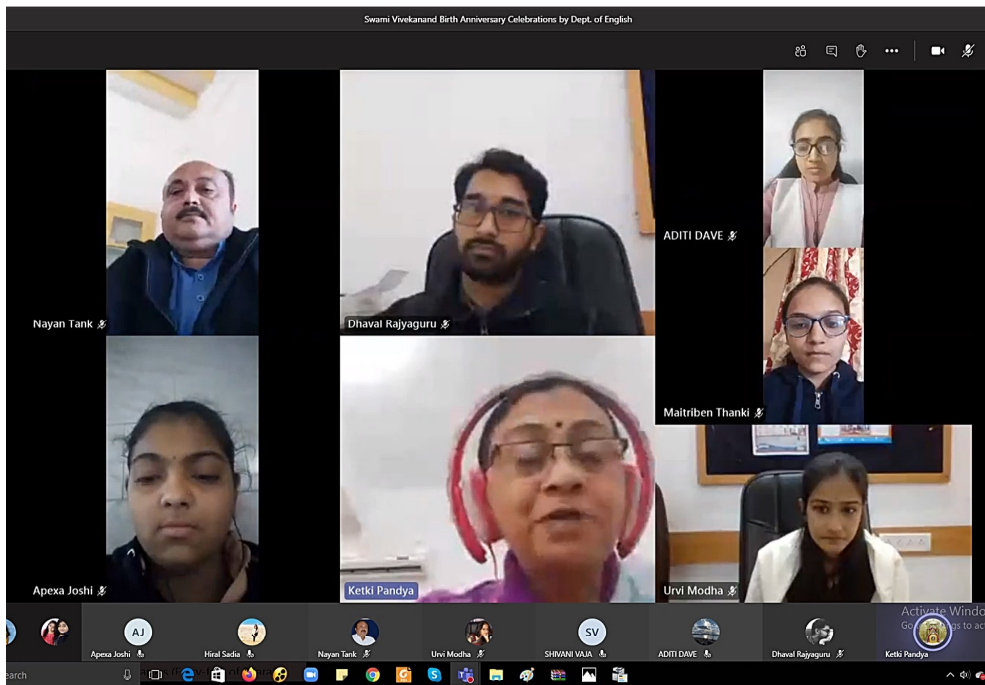 Swami Vivekanand Birth Anniversary Celebrations by Dept. of English
Nayan Tank
Dhaval Rajyaguru
ADITI DAVE
Maitriben Thanki
Apexa Joshi
Ketki Pandya
Urvi Modha
Activate Windo
AJ
SV
Apexa Joshi
Hiral Sadia
Nayan Tank
Urvi Modha
SHIVANI VAJA
ADITI DAVE
Dhaval Rajyaguru
Ketki Pandya
earch